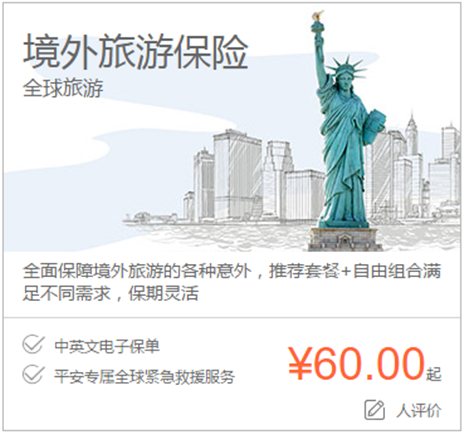 境外旅游保险
全球旅游
全面保障境外旅游的各种意外，推荐套餐+自由组合满
足不同需求，保期灵活
中英文电子保单
平安专属全球紧急救援服务
¥60.00起
人评价